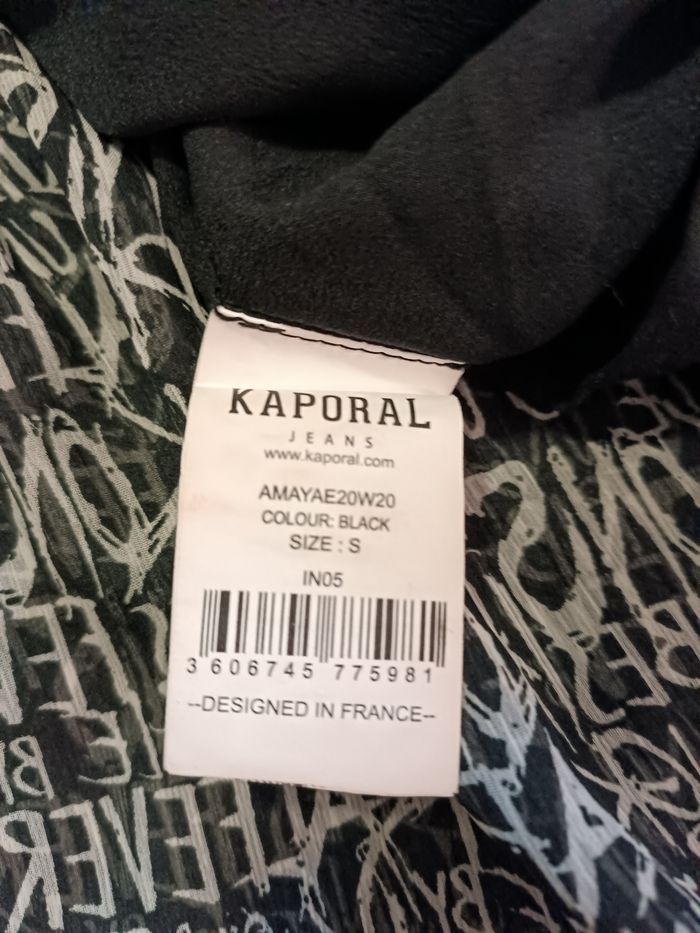 KAPORAL
JEANS
www.kaporal.com
AMAYAE20W20
COLOUR: BLACK
SIZE : S
IN05
3 606745 775981
--DESIGNED IN FRANCE--